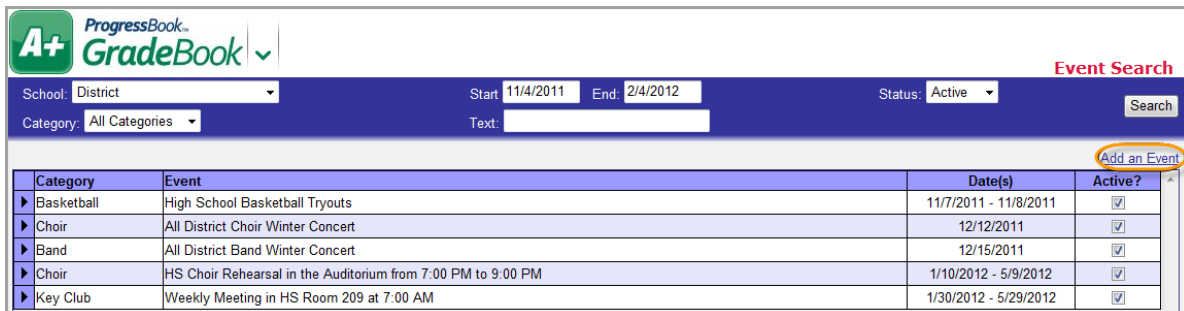 A+ ProgressBook™
GradeBook
Event Search
School: District Start 11/4/2011 End: 2/4/2012 Status: Active
Search
Category: All Categories Text:
Add an Event
Category Event Date(s) Active?
Basketball High School Basketball Tryouts 11/7/2011 - 11/8/2011
Choir All District Choir Winter Concert 12/12/2011
Band All District Band Winter Concert 12/15/2011
Choir HS Choir Rehearsal in the Auditorium from 7:00 PM to 9:00 PM 1/10/2012 - 5/9/2012
Key Club Weekly Meeting in HS Room 209 at 7:00 AM 1/30/2012 - 5/29/2012